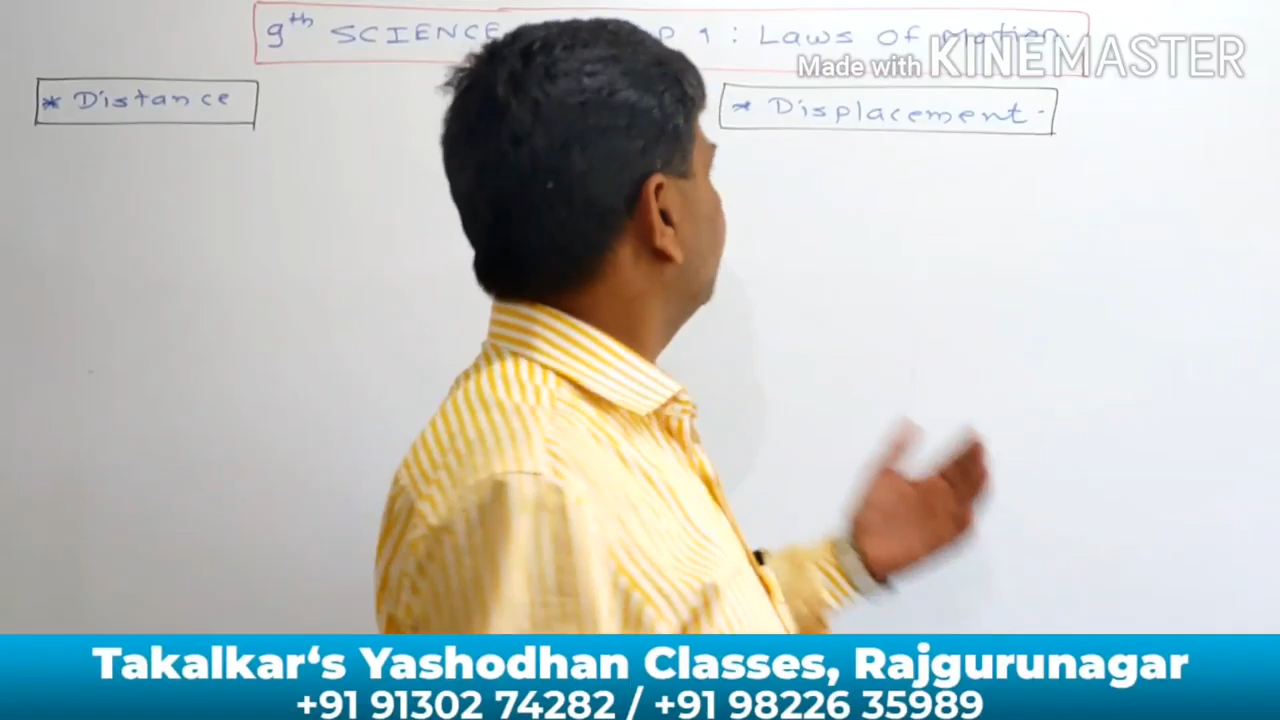 9th SCIENCE P 1 : Laws of Motion.
Made with KINEMASTER
* Distance
* Displacement.
Takalkar‘s Yashodhan Classes, Rajgurunagar
+91 91302 74282 / +91 98226 35989